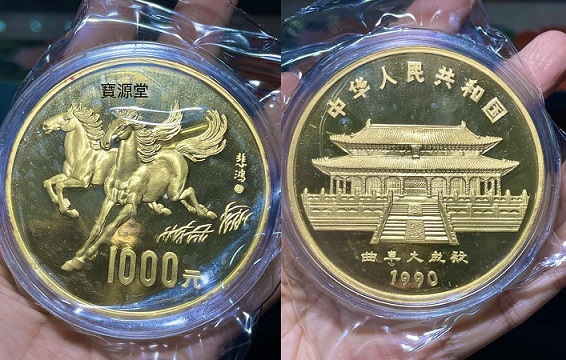 寶源堂
悲鴻
1000元
中华人民共和国
曲阜大成殿
1990